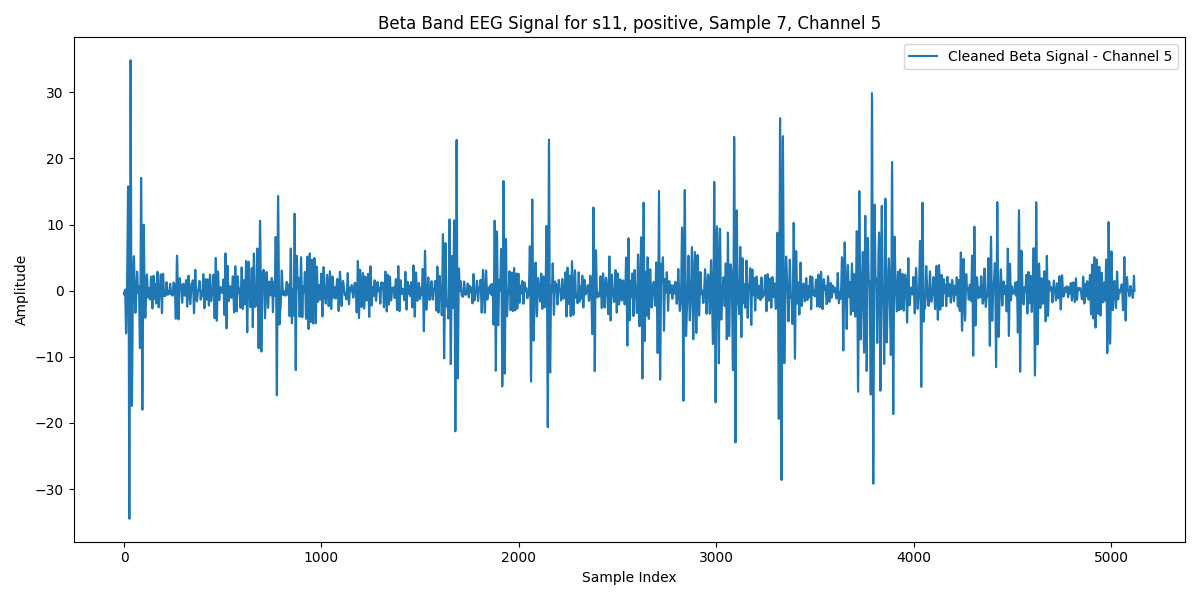 Beta Band EEG Signal for s11, positive, Sample 7, Channel 5
Cleaned Beta Signal - Channel 5
Amplitude
30
20
10
0
−10
−20
−30
0 1000 2000 3000 4000 5000
Sample Index